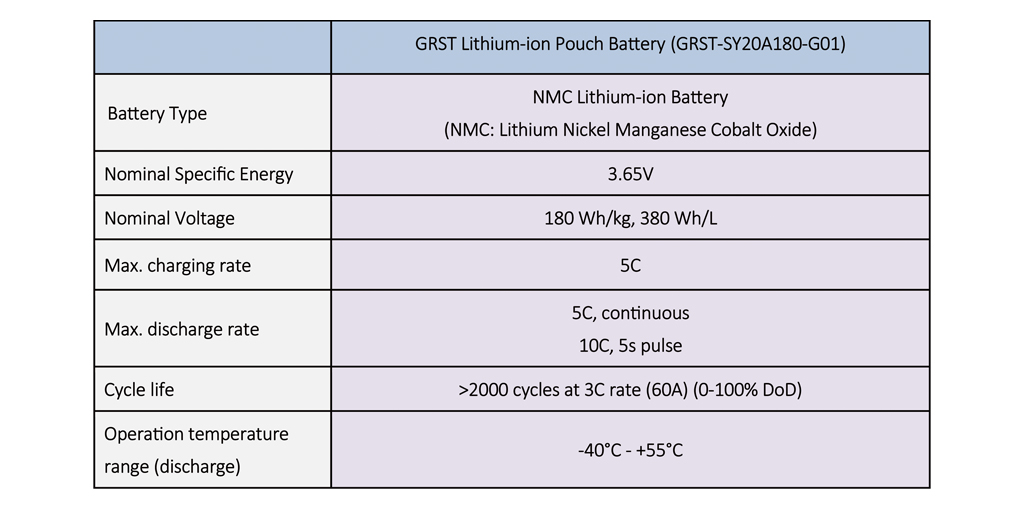 GRST Lithium-ion Pouch Battery (GRST-SY20A180-G01)
Battery Type
NMC Lithium-ion Battery
(NMC: Lithium Nickel Manganese Cobalt Oxide)
Nominal Specific Energy
3.65V
Nominal Voltage
180 Wh/kg, 380 Wh/L
Max. charging rate
5C
Max. discharge rate
5C, continuous
10C, 5s pulse
Cycle life
>2000 cycles at 3C rate (60A) (0-100% DoD)
Operation temperature
range (discharge)
-40°C - +55°C